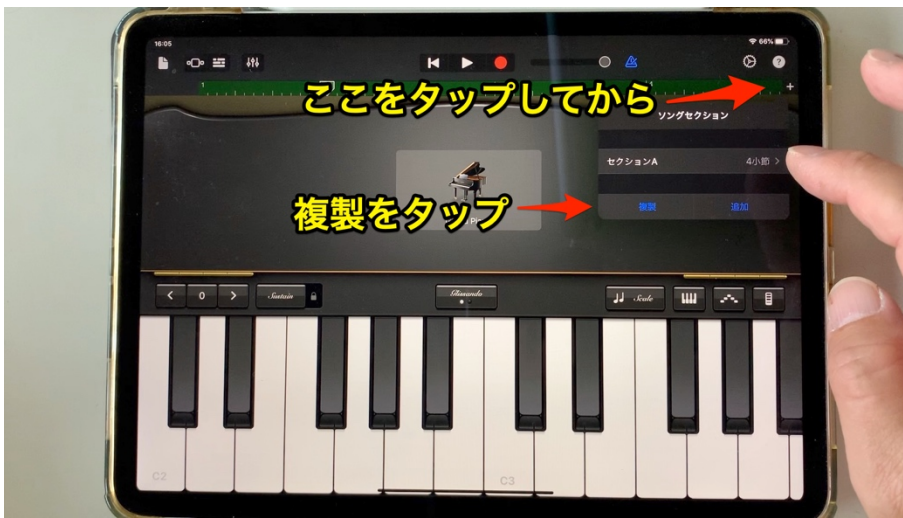 16:05
66%
1
ここをタップしてから
ソングセクション
セクションA
4小節
複製をタップ
複製
追加
0
Sustain
Glissando
Scale
C2
C3